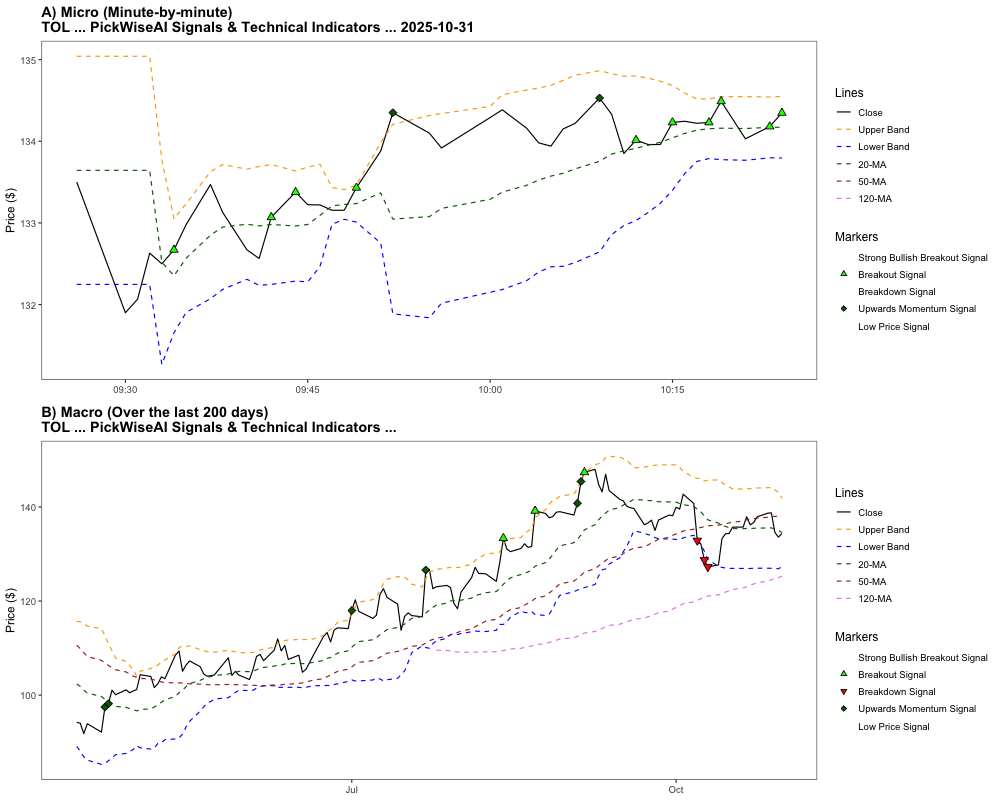 A) Micro (Minute-by-minute)
TOL ... PickWiseAI Signals & Technical Indicators ... 2025-10-31
Price ($)
135
134
133
132
09:30
09:45
10:00
10:15
Lines
Close
Upper Band
Lower Band
20-MA
50-MA
120-MA
Markers
Strong Bullish Breakout Signal
Breakout Signal
Breakdown Signal
Upwards Momentum Signal
Low Price Signal
B) Macro (Over the last 200 days)
TOL ... PickWiseAI Signals & Technical Indicators ...
Price ($)
140
120
100
Jul
Oct
Lines
Close
Upper Band
Lower Band
20-MA
50-MA
120-MA
Markers
Strong Bullish Breakout Signal
Breakout Signal
Breakdown Signal
Upwards Momentum Signal
Low Price Signal